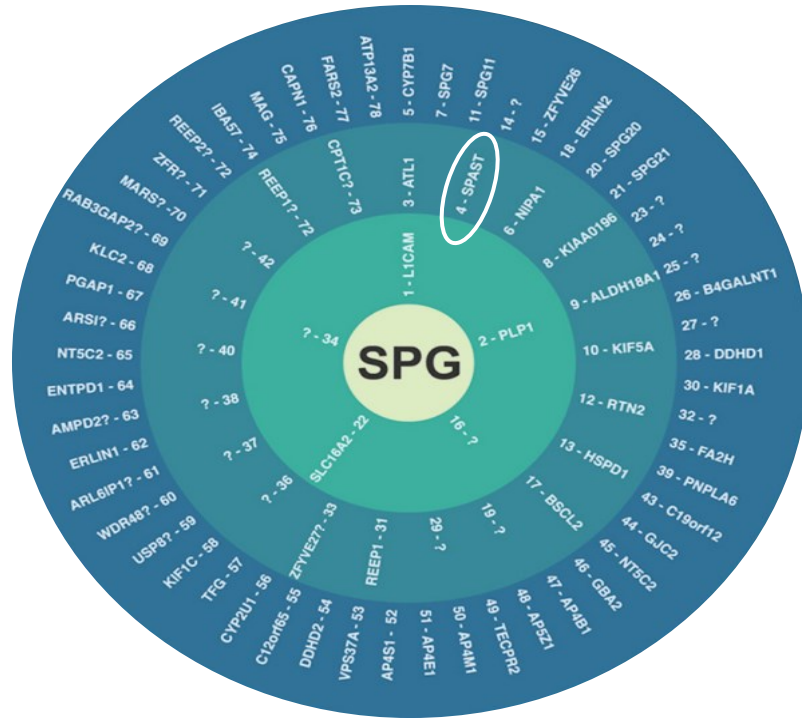 SPG
1 - L1CAM
2 - PLP1
16 - ?
SLC16A2 - 22
? - 34
3 - ATL1
4 - SPAST
6 - NIPA1
8 - KIAA0196
9 - ALDH18A1
10 - KIF5A
12 - RTN2
13 - HSPD1
17 - BSCL2
19 - ?
29 - ?
REEP1 - 31
ZFYVE27? - 33
? - 36
? - 37
? - 38
? - 40
? - 41
? - 42
REEP1? - 72
CPT1C? - 73
5 - CYP7B1
7 - SPG7
11 - SPG11
14 - ?
15 - ZFYVE26
18 - ERLIN2
20 - SPG20
21 - SPG21
23 - ?
24 - ?
25 - ?
26 - B4GALNT1
27 - ?
28 - DDHD1
30 - KIF1A
32 - ?
35 - FA2H
39 - PNPLA6
43 - C19orf12
44 - GJC2
45 - NT5C2
46 - GBA2
47 - AP4B1
48 - AP5Z1
49 - TECPR2
50 - AP4M1
51 - AP4E1
AP4S1 - 52
VPS37A - 53
DDHD2 - 54
C12orf65 - 55
CYP2U1 - 56
TFG - 57
KIF1C - 58
USP8? - 59
WDR48? - 60
ARL6IP1? - 61
ERLIN1 - 62
AMPD2? - 63
ENTPD1 - 64
NT5C2 - 65
ARSI? - 66
PGAP1 - 67
KLC2 - 68
RAB3GAP2? - 69
MARS? - 70
ZFR? - 71
REEP2? - 72
IBA57 - 74
MAG - 75
CAPN1 - 76
FARS2 - 77
ATP13A2 - 78